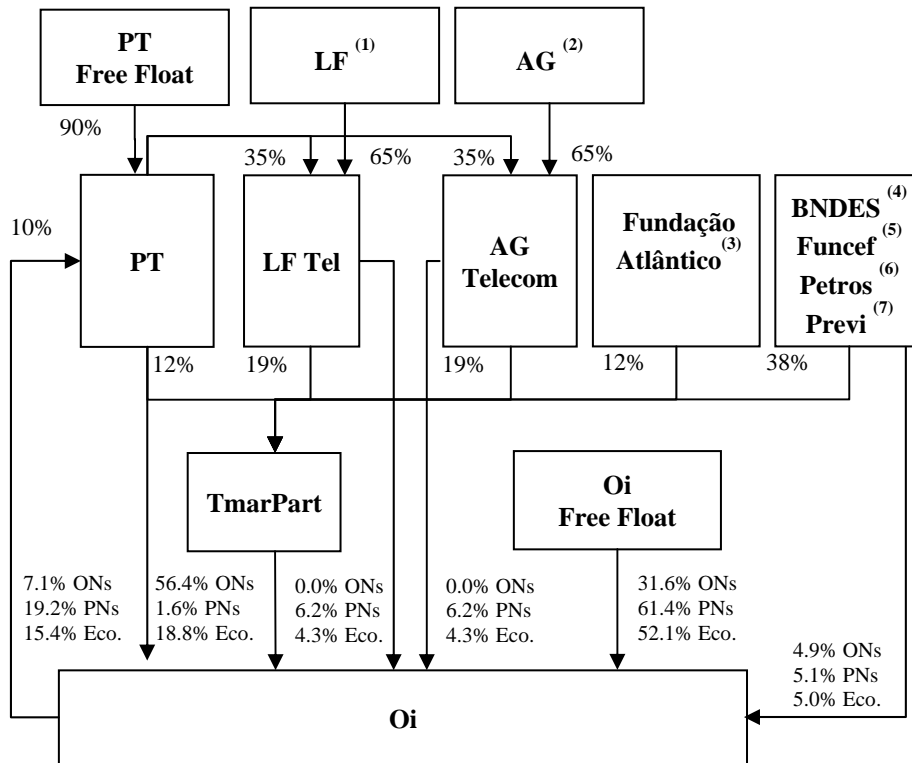 PT
Free Float
LF (1)
AG (2)
90%
35%
65%
35%
65%
10%
PT
LF Tel
AG
Telecom
Fundação
Atlântico (3)
BNDES (4)
Funcef (5)
Petros (6)
Previ (7)
12%
19%
19%
12%
38%
TmarPart
Oi
Free Float
7.1% ONs
19.2% PNs
15.4% Eco.
56.4% ONs
1.6% PNs
18.8% Eco.
0.0% ONs
6.2% PNs
4.3% Eco.
0.0% ONs
6.2% PNs
4.3% Eco.
31.6% ONs
61.4% PNs
52.1% Eco.
4.9% ONs
5.1% PNs
5.0% Eco.
Oi